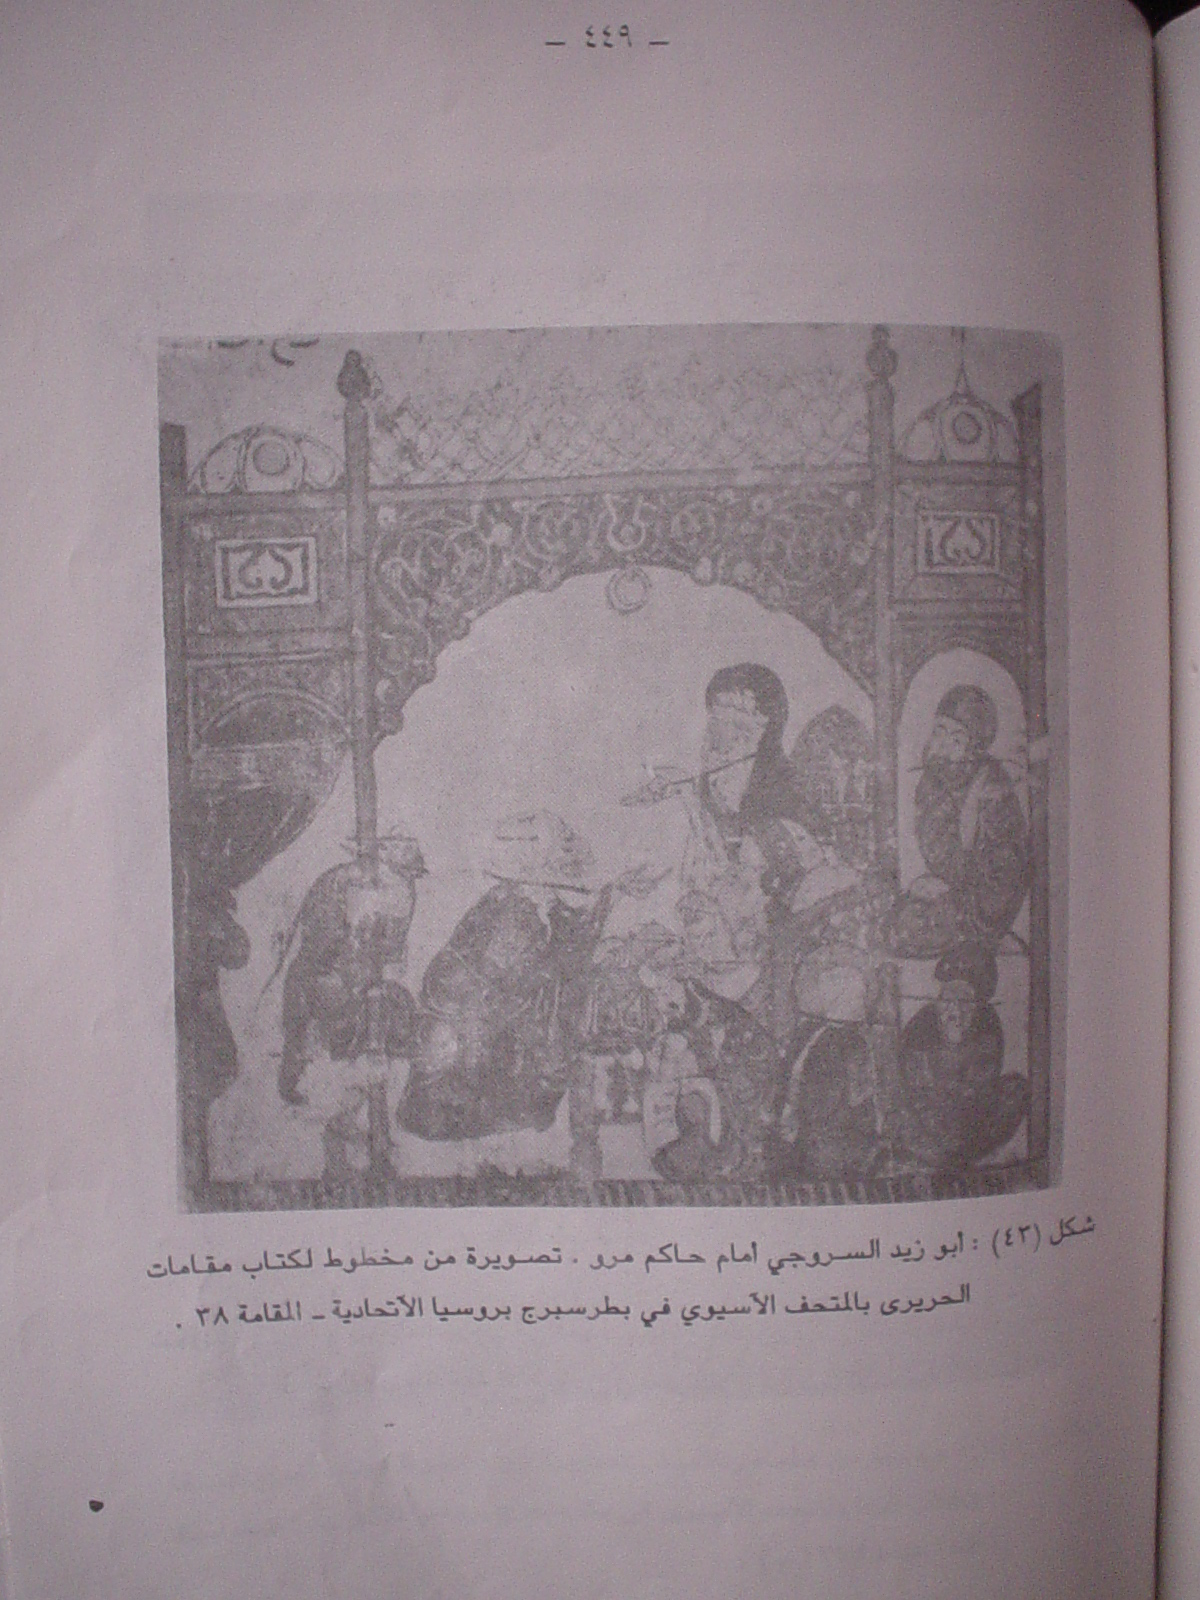 – ٤٤٩ –
شكل (٤٣) : أبو زيد السروجي أمام حاكم مرو . تصويرة من مخطوط لكتاب مقامات
الحريرى بالمتحف الآسيوي في بطرسبرج بروسيا الآتحادية – المقامة ٣٨ .